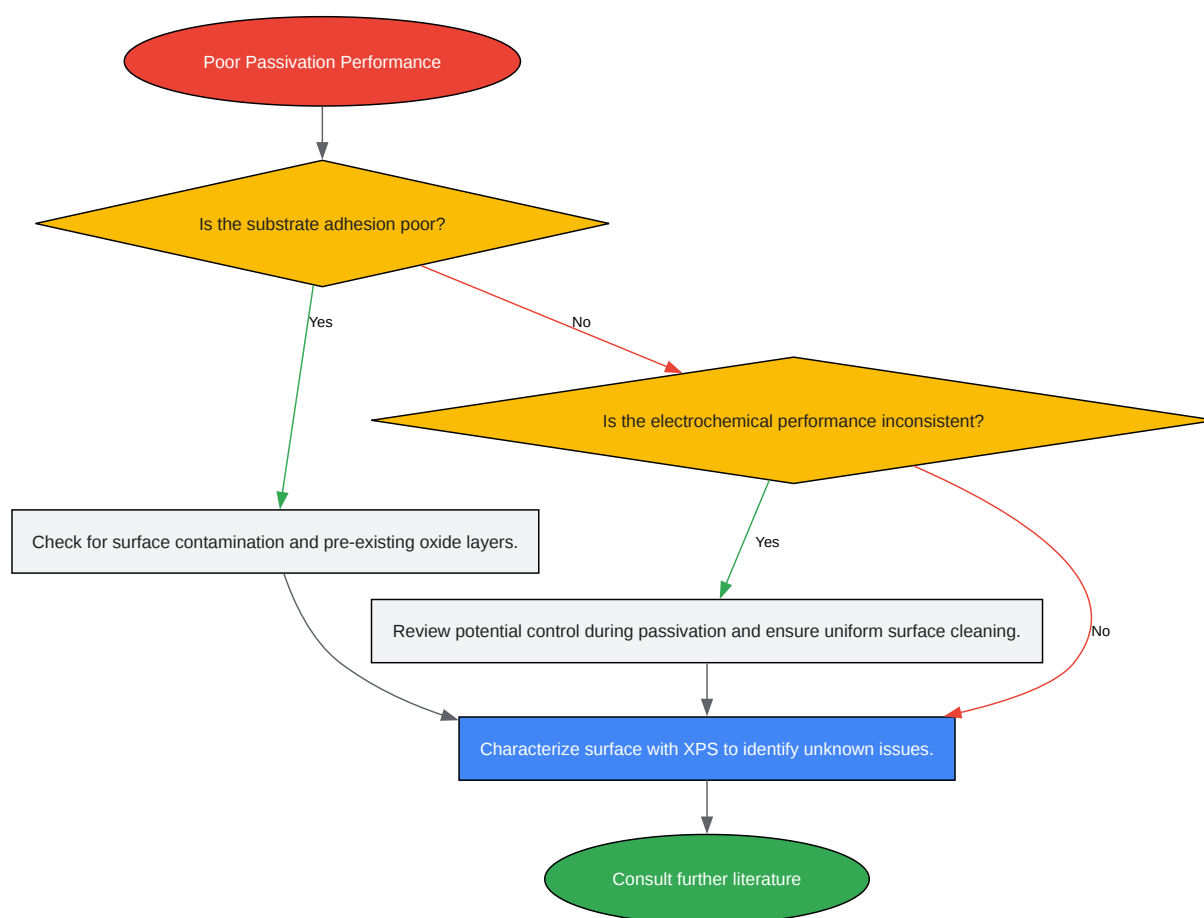 Poor Passivation Performance
Is the substrate adhesion poor?
Yes
No
Is the electrochemical performance inconsistent?
Check for surface contamination and pre-existing oxide layers.
Yes
Review potential control during passivation and ensure uniform surface cleaning.
No
Characterize surface with XPS to identify unknown issues.
Consult further literature